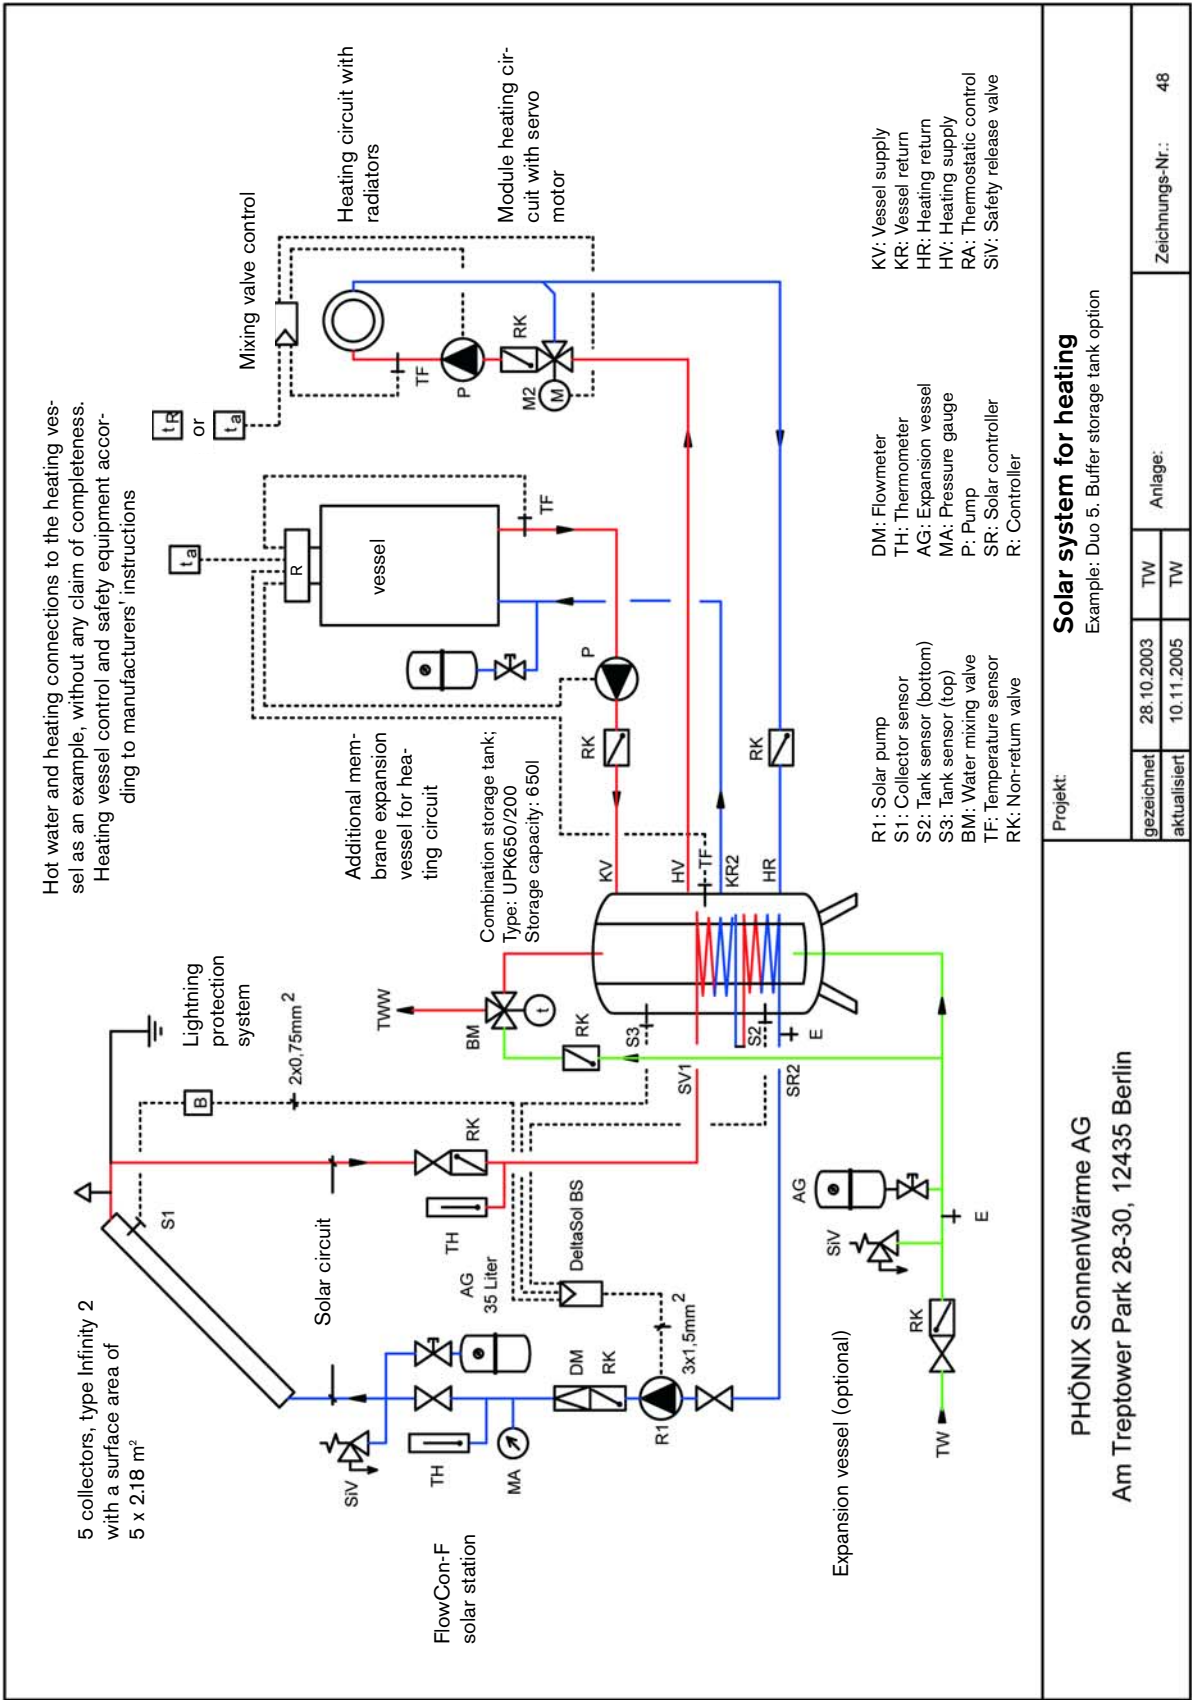 Hot water and heating connections to the heating ves-
sel as an example, without any claim of completeness.
Heating vessel control and safety equipment accor-
ding to manufacturers' instructions
5 collectors, type Infinity 2
with a surface area of
5 x 2.18 m²
S1
Lightning
protection
system
B
2x0,75mm²
Solar circuit
FlowCon-F
solar station
SiV
TH
MA
AG
35 Liter
TH
RK
DM
RK
R1
3x1,5mm²
DeltaSol BS
TWW
BM
t
RK
S3
S2
SV1
SR2
E
Combination storage tank;
Type: UPK650/200
Storage capacity: 650l
KV
HV
TF
KR2
HR
Additional mem-
brane expansion
vessel for hea-
ting circuit
RK
P
RK
ta
R
vessel
TF
tR
or
ta
Mixing valve control
Heating circuit with
radiators
TF
P
RK
M2
M
Module heating cir-
cuit with servo
motor
Expansion vessel (optional)
TW
RK
SiV
AG
E
R1: Solar pump
S1: Collector sensor
S2: Tank sensor (bottom)
S3: Tank sensor (top)
BM: Water mixing valve
TF: Temperature sensor
RK: Non-return valve
DM: Flowmeter
TH: Thermometer
AG: Expansion vessel
MA: Pressure gauge
P: Pump
SR: Solar controller
R: Controller
KV: Vessel supply
KR: Vessel return
HR: Heating return
HV: Heating supply
RA: Thermostatic control
SiV: Safety release valve
PHÖNIX SonnenWärme AG
Am Treptower Park 28-30, 12435 Berlin
Projekt:
Solar system for heating
Example: Duo 5. Buffer storage tank option
gezeichnet 28.10.2003 TW
aktualisiert 10.11.2005 TW
Anlage:
Zeichnungs-Nr.: 48